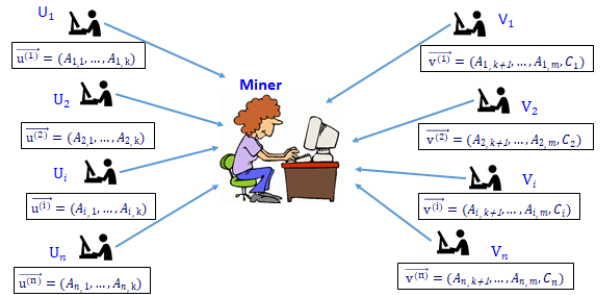 U₁
u⃗⁽¹⁾ = (A₁,₁, ..., A₁,ₖ)
U₂
u⃗⁽²⁾ = (A₂,₁, ..., A₂,ₖ)
Uᵢ
u⃗⁽ⁱ⁾ = (Aᵢ,₁, ..., Aᵢ,ₖ)
Uₙ
u⃗⁽ⁿ⁾ = (Aₙ,₁, ..., Aₙ,ₖ)
Miner
V₁
v⃗⁽¹⁾ = (A₁,ₖ₊₁, ..., A₁,ₘ, C₁)
V₂
v⃗⁽²⁾ = (A₂,ₖ₊₁, ..., A₂,ₘ, C₂)
Vᵢ
v⃗⁽ⁱ⁾ = (Aᵢ,ₖ₊₁, ..., Aᵢ,ₘ, Cᵢ)
Vₙ
v⃗⁽ⁿ⁾ = (Aₙ,ₖ₊₁, ..., Aₙ,ₘ, Cₙ)